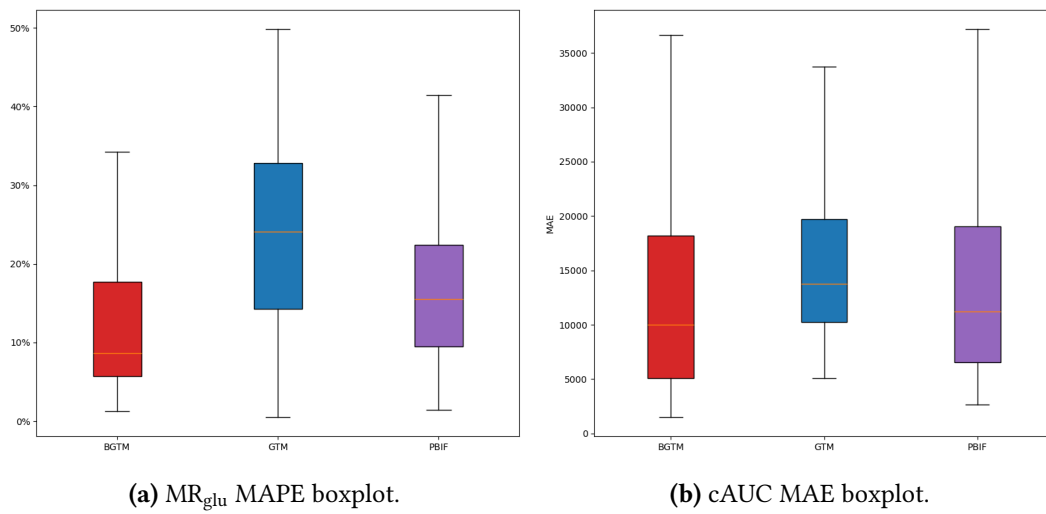 50%
40%
30%
20%
10%
0%
BGTM GTM PBIF
MAE
35000
30000
25000
20000
15000
10000
5000
0
BGTM GTM PBIF
(a) MRglu MAPE boxplot.
(b) cAUC MAE boxplot.